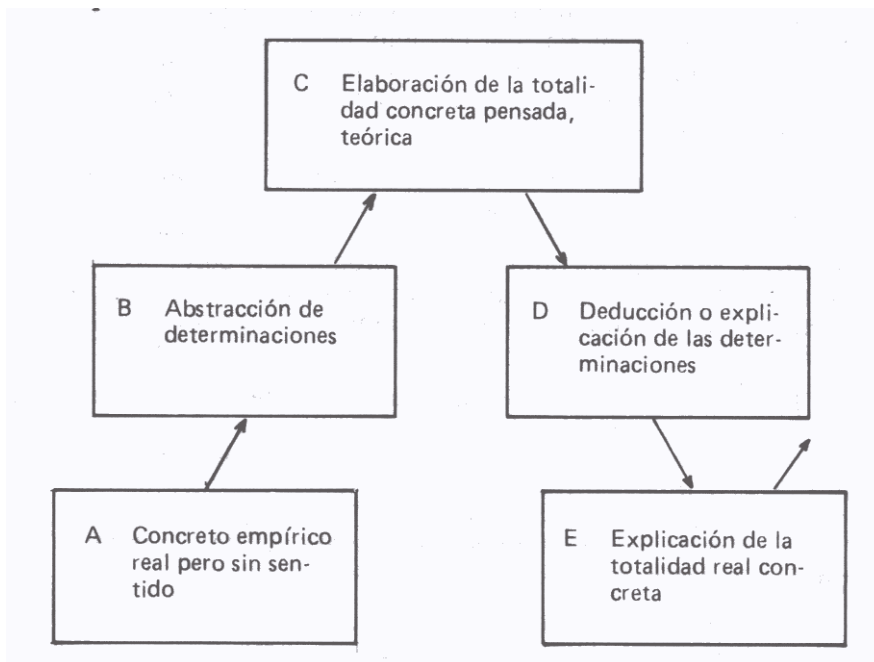 C Elaboración de la totali-
dad concreta pensada,
teórica
B Abstracción de
determinaciones
D Deducción o expli-
cación de las deter-
minaciones
A Concreto empírico
real pero sin sen-
tido
E Explicación de la
totalidad real con-
creta